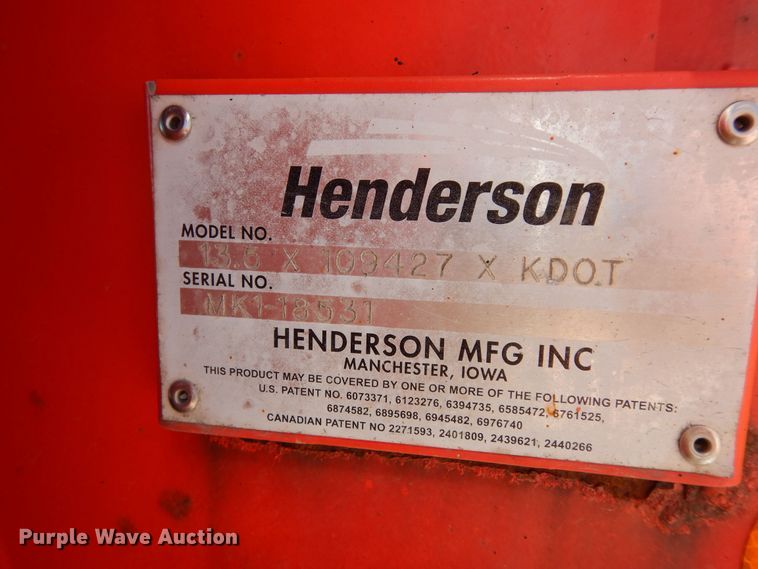 Henderson
MODEL NO.
13.5 X 109427 X KDOT
SERIAL NO.
MK1-18531
HENDERSON MFG INC
MANCHESTER, IOWA
THIS PRODUCT MAY BE COVERED BY ONE OR MORE OF THE FOLLOWING PATENTS:
U.S. PATENT NO. 6073371, 6123276, 6394735, 6585472, 6761525,
6874582, 6895698, 6945482, 6976740
CANADIAN PATENT NO 2271593, 2401809, 2439621, 2440266
Purple Wave Auction